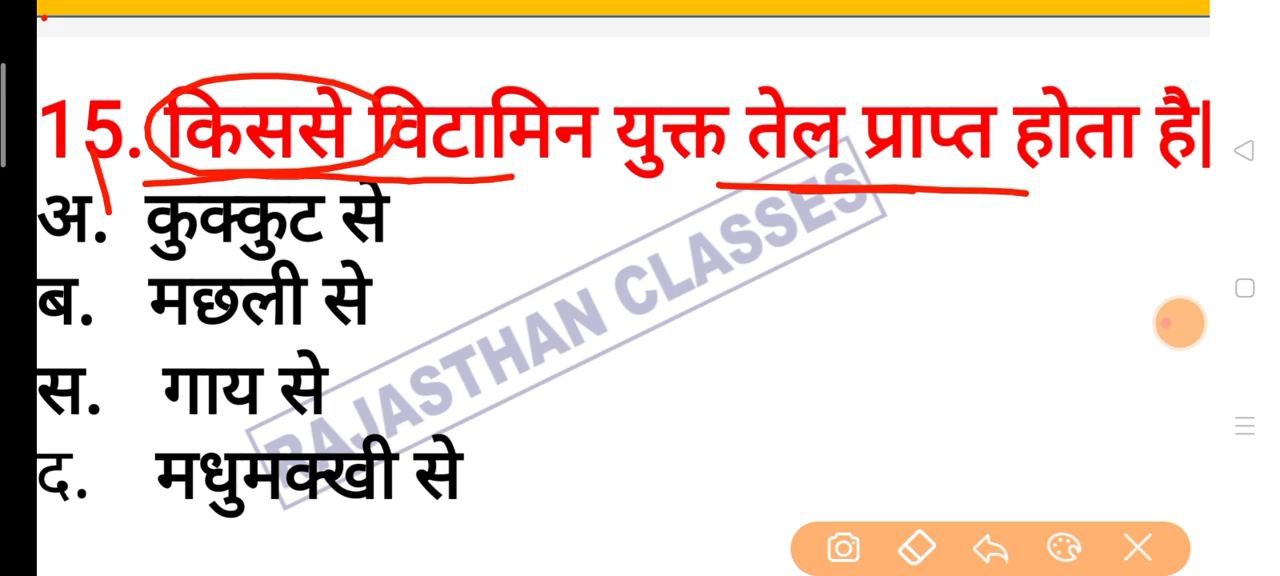 15. किससे विटामिन युक्त तेल प्राप्त होता है|
अ. कुक्कुट से
ब. मछली से
स. गाय से
द. मधुमक्खी से
RAJASTHAN CLASSES